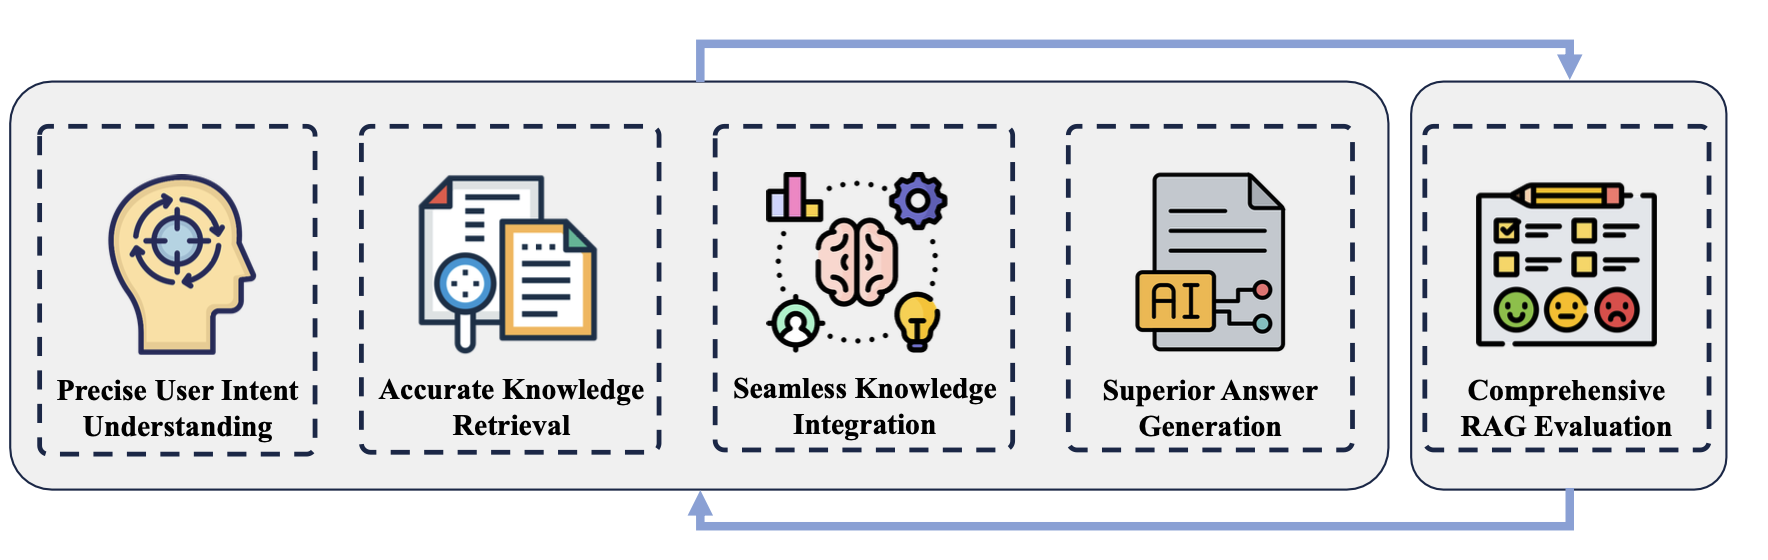 Precise User Intent
Understanding
Accurate Knowledge
Retrieval
Seamless Knowledge
Integration
AI
Superior Answer
Generation
Comprehensive
RAG Evaluation